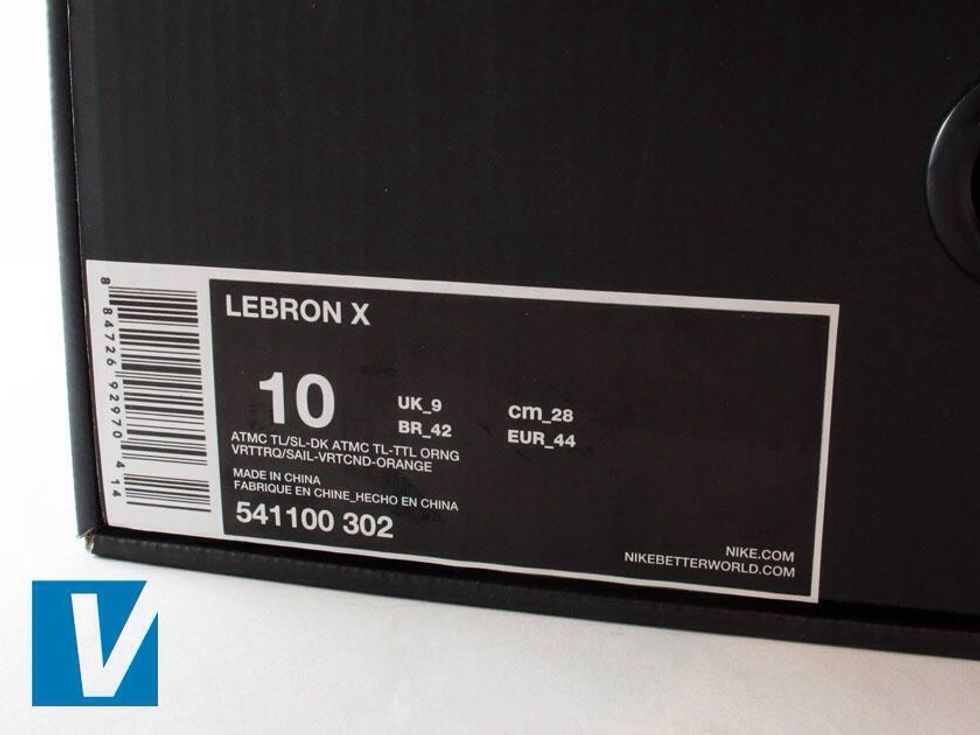 8 84726 92970 4 14
LEBRON X
10
UK_9
cm_28
BR_42
EUR_44
ATMC TL/SL-DK ATMC TL-TTL ORNG
VRTTRQ/SAIL-VRTCND-ORANGE
MADE IN CHINA
FABRIQUE EN CHINE_HECHO EN CHINA
541100 302
NIKE.COM
NIKEBETTERWORLD.COM
V